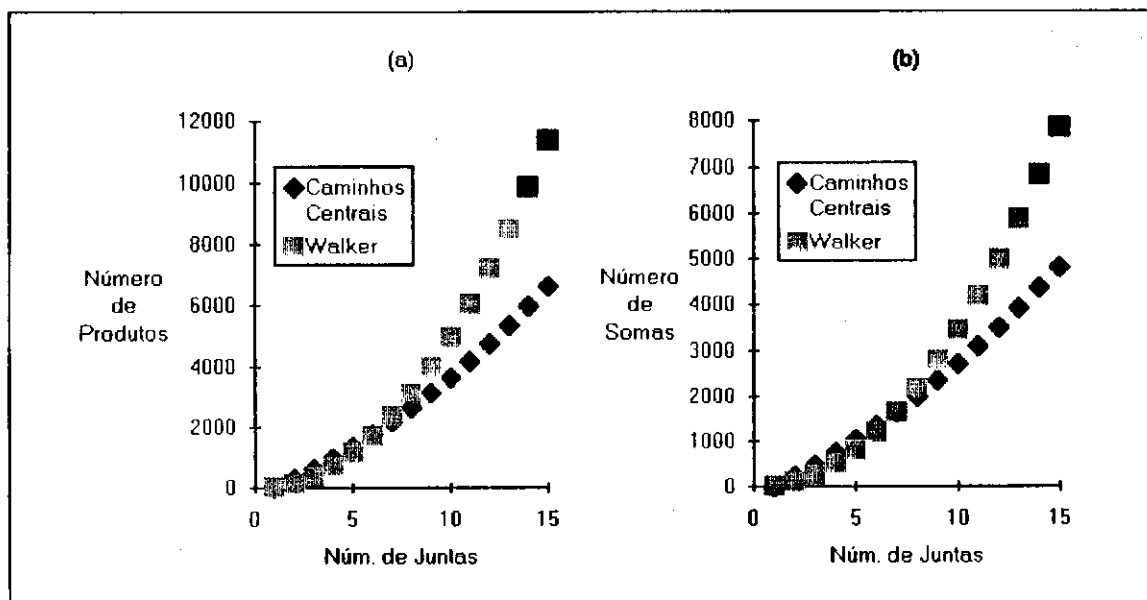 (a)
12000
10000
8000
6000
4000
2000
0
0
5
10
15
Número
de
Produtos
Caminhos
Centrais
Walker
Núm. de Juntas
(b)
8000
7000
6000
5000
4000
3000
2000
1000
0
0
5
10
15
Número
de
Somas
Caminhos
Centrais
Walker
Núm. de Juntas